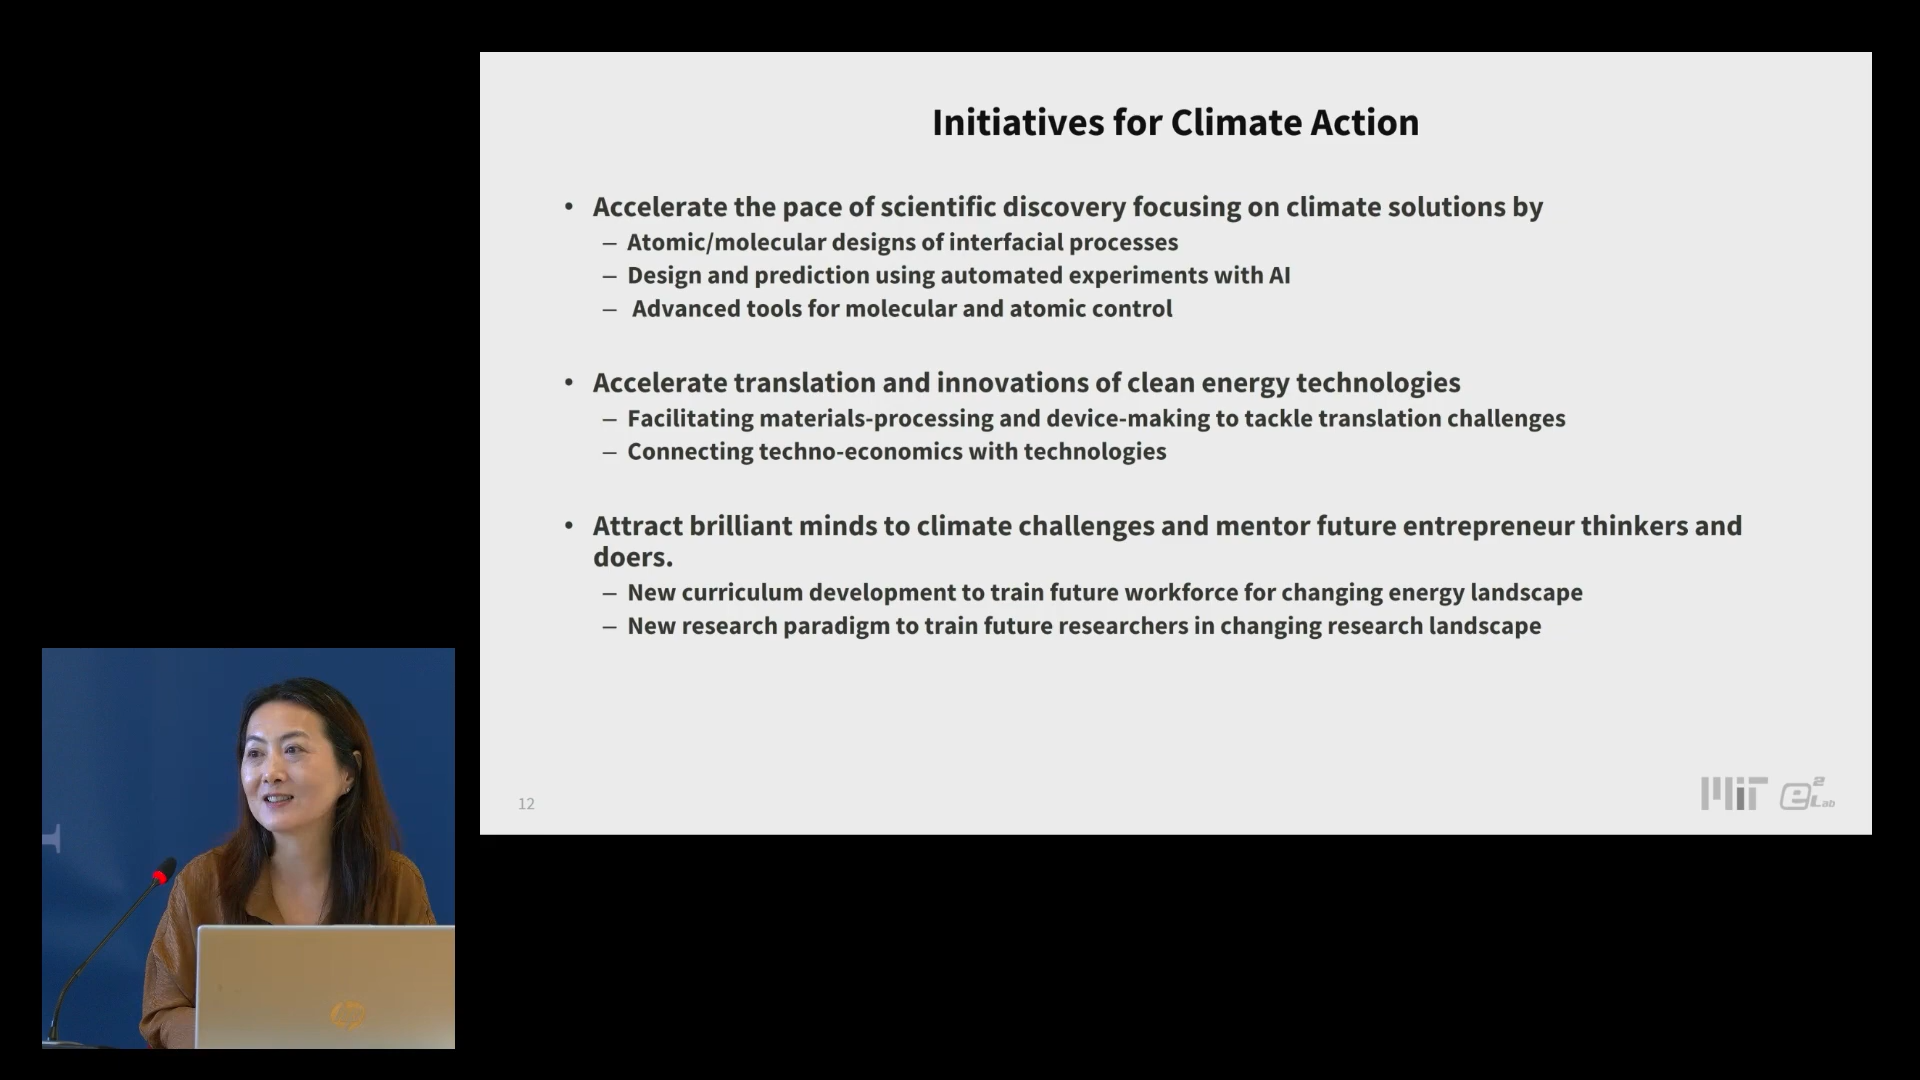 Initiatives for Climate Action
• Accelerate the pace of scientific discovery focusing on climate solutions by
– Atomic/molecular designs of interfacial processes
– Design and prediction using automated experiments with AI
– Advanced tools for molecular and atomic control
• Accelerate translation and innovations of clean energy technologies
– Facilitating materials-processing and device-making to tackle translation challenges
– Connecting techno-economics with technologies
• Attract brilliant minds to climate challenges and mentor future entrepreneur thinkers and
doers.
– New curriculum development to train future workforce for changing energy landscape
– New research paradigm to train future researchers in changing research landscape
12
MIT e2Lab
hp